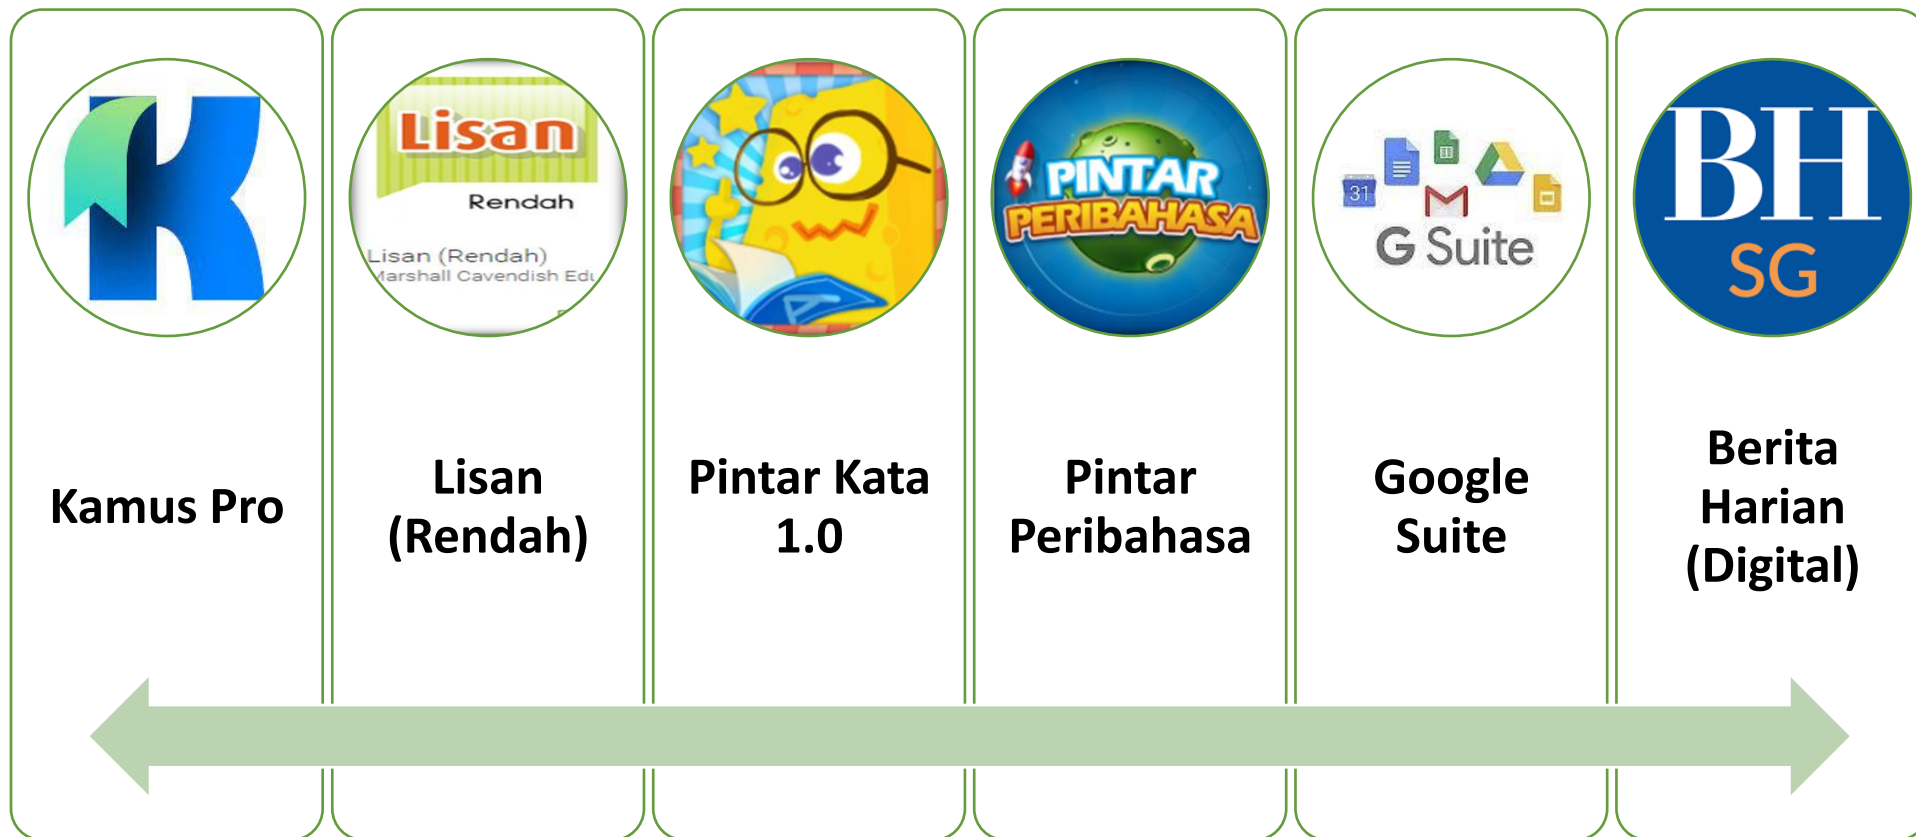 Lisan
Rendah
Lisan (Rendah)
Marshall Cavendish Edu
PINTAR
PERIBAHASA
31
G Suite
BH
SG
Kamus Pro
Lisan
(Rendah)
Pintar Kata
1.0
Pintar
Peribahasa
Google
Suite
Berita
Harian
(Digital)